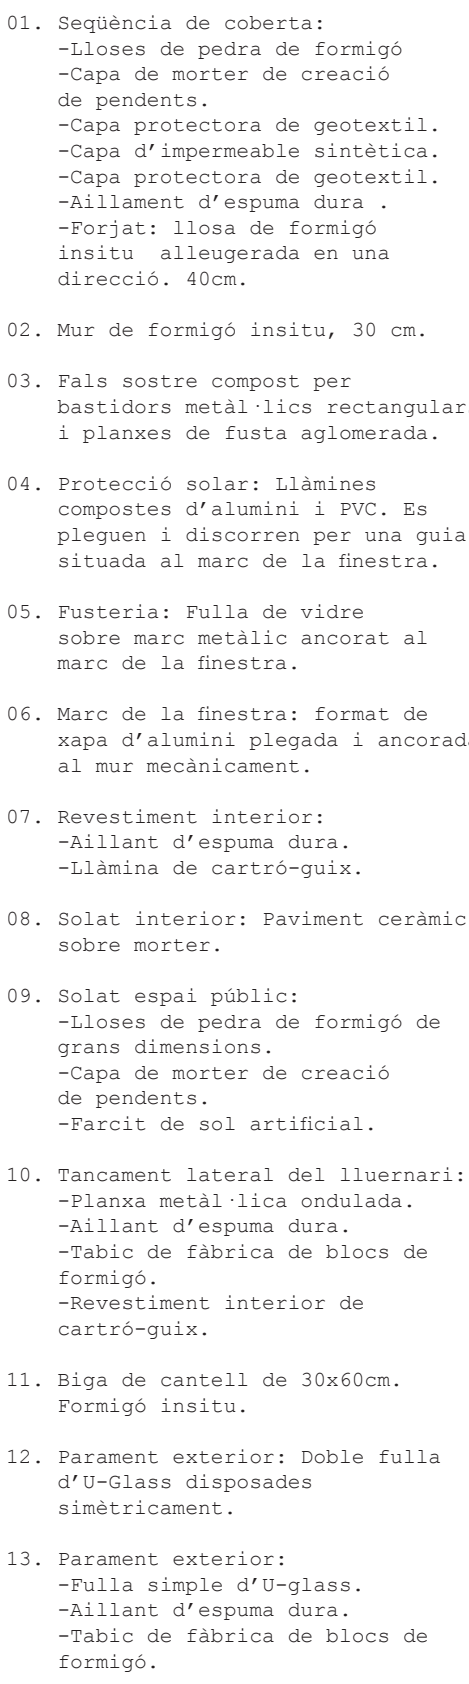 01. Seqüència de coberta:
-Lloses de pedra de formigó
-Capa de morter de creació
de pendents.
-Capa protectora de geotextil.
-Capa d'impermeable sintètica.
-Capa protectora de geotextil.
-Aillament d'espuma dura .
-Forjat: llosa de formigó
insitu alleugerada en una
direcció. 40cm.
02. Mur de formigó insitu, 30 cm.
03. Fals sostre compost per
bastidors metàl·lics rectangular
i planxes de fusta aglomerada.
04. Protecció solar: Llàmines
compostes d'alumini i PVC. Es
pleguen i discorren per una guia
situada al marc de la finestra.
05. Fusteria: Fulla de vidre
sobre marc metàlic ancorat al
marc de la finestra.
06. Marc de la finestra: format de
xapa d'alumini plegada i ancorada
al mur mecànicament.
07. Revestiment interior:
-Aillant d'espuma dura.
-Llàmina de cartró-guix.
08. Solat interior: Paviment ceràmic
sobre morter.
09. Solat espai públic:
-Lloses de pedra de formigó de
grans dimensions.
-Capa de morter de creació
de pendents.
-Farcit de sol artificial.
10. Tancament lateral del lluernari:
-Planxa metàl·lica ondulada.
-Aillant d'espuma dura.
-Tabic de fàbrica de blocs de
formigó.
-Revestiment interior de
cartró-guix.
11. Biga de cantell de 30x60cm.
Formigó insitu.
12. Parament exterior: Doble fulla
d'U-Glass disposades
simètricament.
13. Parament exterior:
-Fulla simple d'U-glass.
-Aillant d'espuma dura.
-Tabic de fàbrica de blocs de
formigó.